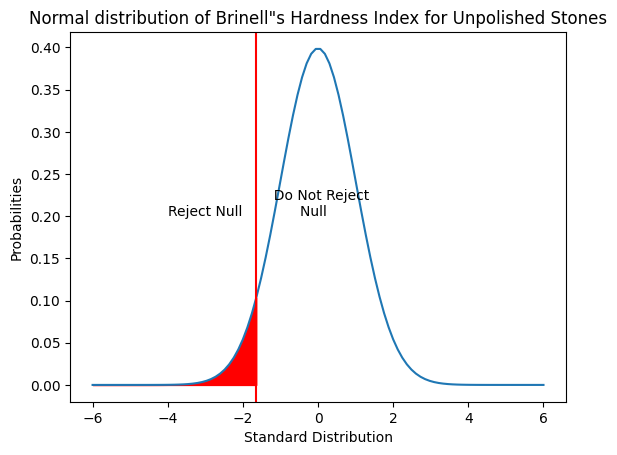 Normal distribution of Brinell"s Hardness Index for Unpolished Stones
0.40
0.35
0.30
0.25
0.20
0.15
0.10
0.05
0.00
Probabilities
Reject Null
Do Not Reject
Null
−6
−4
−2
0
2
4
6
Standard Distribution